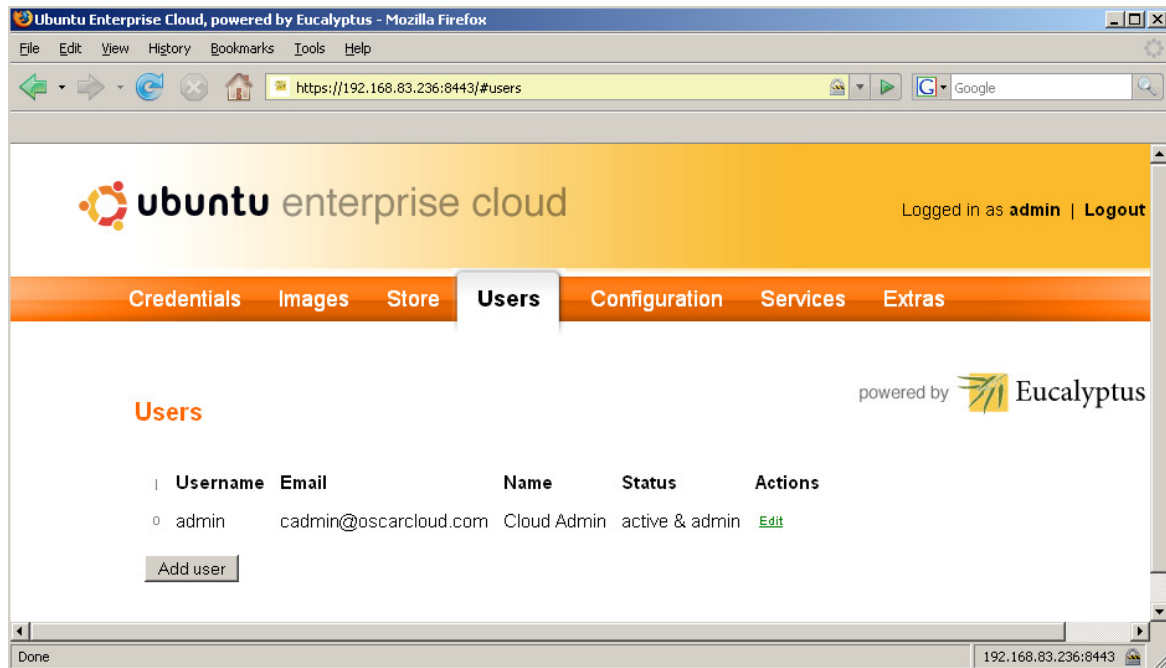 Ubuntu Enterprise Cloud, powered by Eucalyptus - Mozilla Firefox
File Edit View History Bookmarks Tools Help
https://192.168.83.236:8443/#users
G Google
ubuntu enterprise cloud
Logged in as admin | Logout
Credentials Images Store Users Configuration Services Extras
powered by Eucalyptus
Users
| Username Email Name Status Actions
0 admin cadmin@oscarcloud.com Cloud Admin active & admin Edit
Add user
Done 192.168.83.236:8443